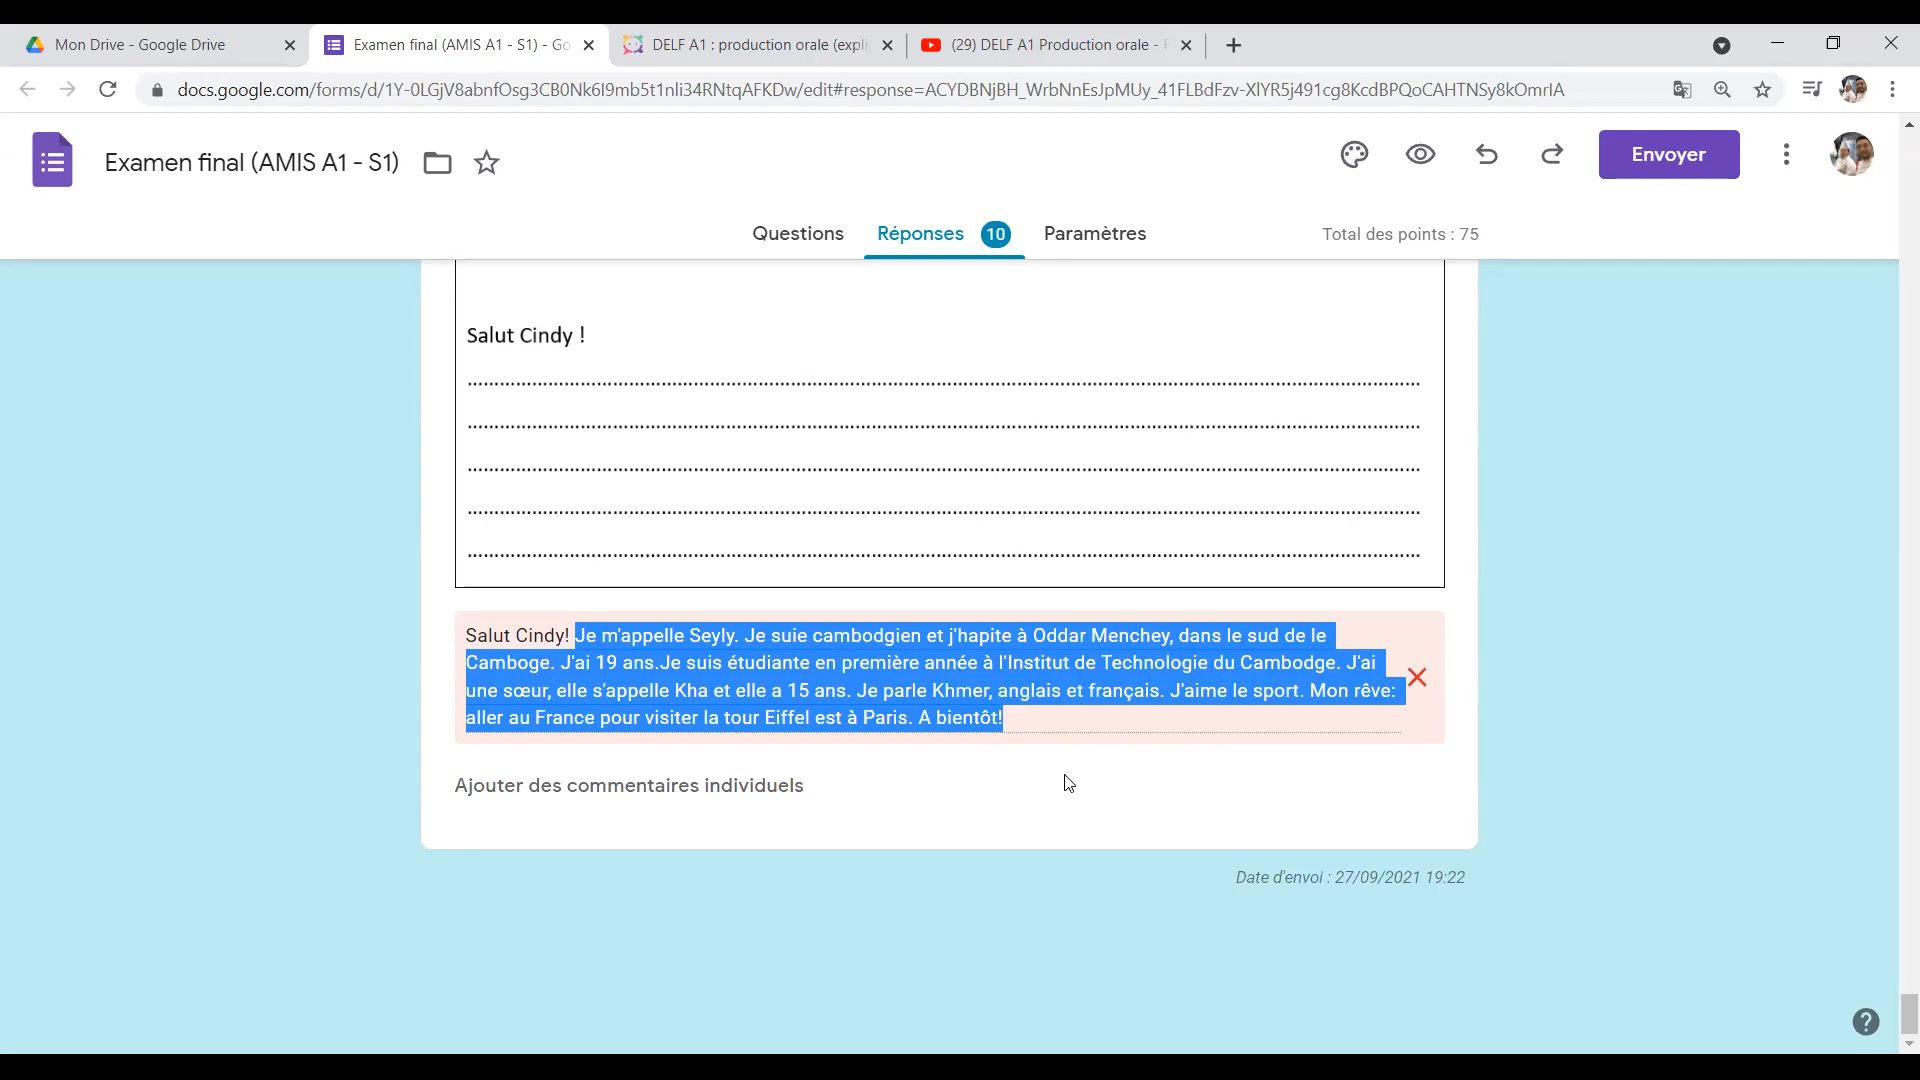 Mon Drive - Google Drive
Examen final (AMIS A1 - S1) - Go
DELF A1 : production orale (expli
(29) DELF A1 Production orale -
docs.google.com/forms/d/1Y-0LGjV8abnfOsg3CB0Nk6l9mb5t1nli34RNtqAFKDw/edit#response=ACYDBNjBH_WrbNnEsJpMUy_41FLBdFzv-XlYR5j491cg8KcdBPQoCAHTNSy8kOmrlA
Examen final (AMIS A1 - S1)
Envoyer
Questions
Réponses 10
Paramètres
Total des points : 75
Salut Cindy !
Salut Cindy! Je m'appelle Seyly. Je suie cambodgien et j'hapite à Oddar Menchey, dans le sud de le
Camboge. J'ai 19 ans.Je suis étudiante en première année à l'Institut de Technologie du Cambodge. J'ai
une sœur, elle s'appelle Kha et elle a 15 ans. Je parle Khmer, anglais et français. J'aime le sport. Mon rêve:
aller au France pour visiter la tour Eiffel est à Paris. A bientôt!
Ajouter des commentaires individuels
Date d'envoi : 27/09/2021 19:22